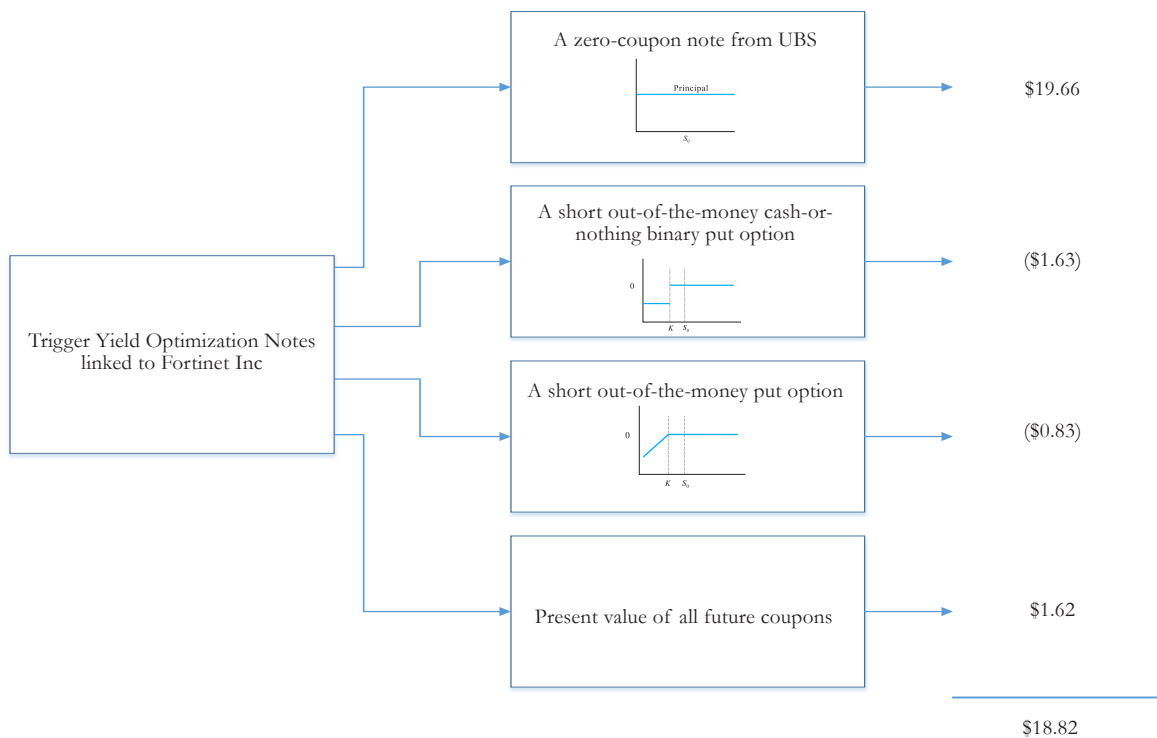 A zero-coupon note from UBS
Principal
S0
$19.66
A short out-of-the-money cash-or-
nothing binary put option
0
K
S0
($1.63)
Trigger Yield Optimization Notes
linked to Fortinet Inc
A short out-of-the-money put option
0
K
S0
($0.83)
Present value of all future coupons
$1.62
$18.82